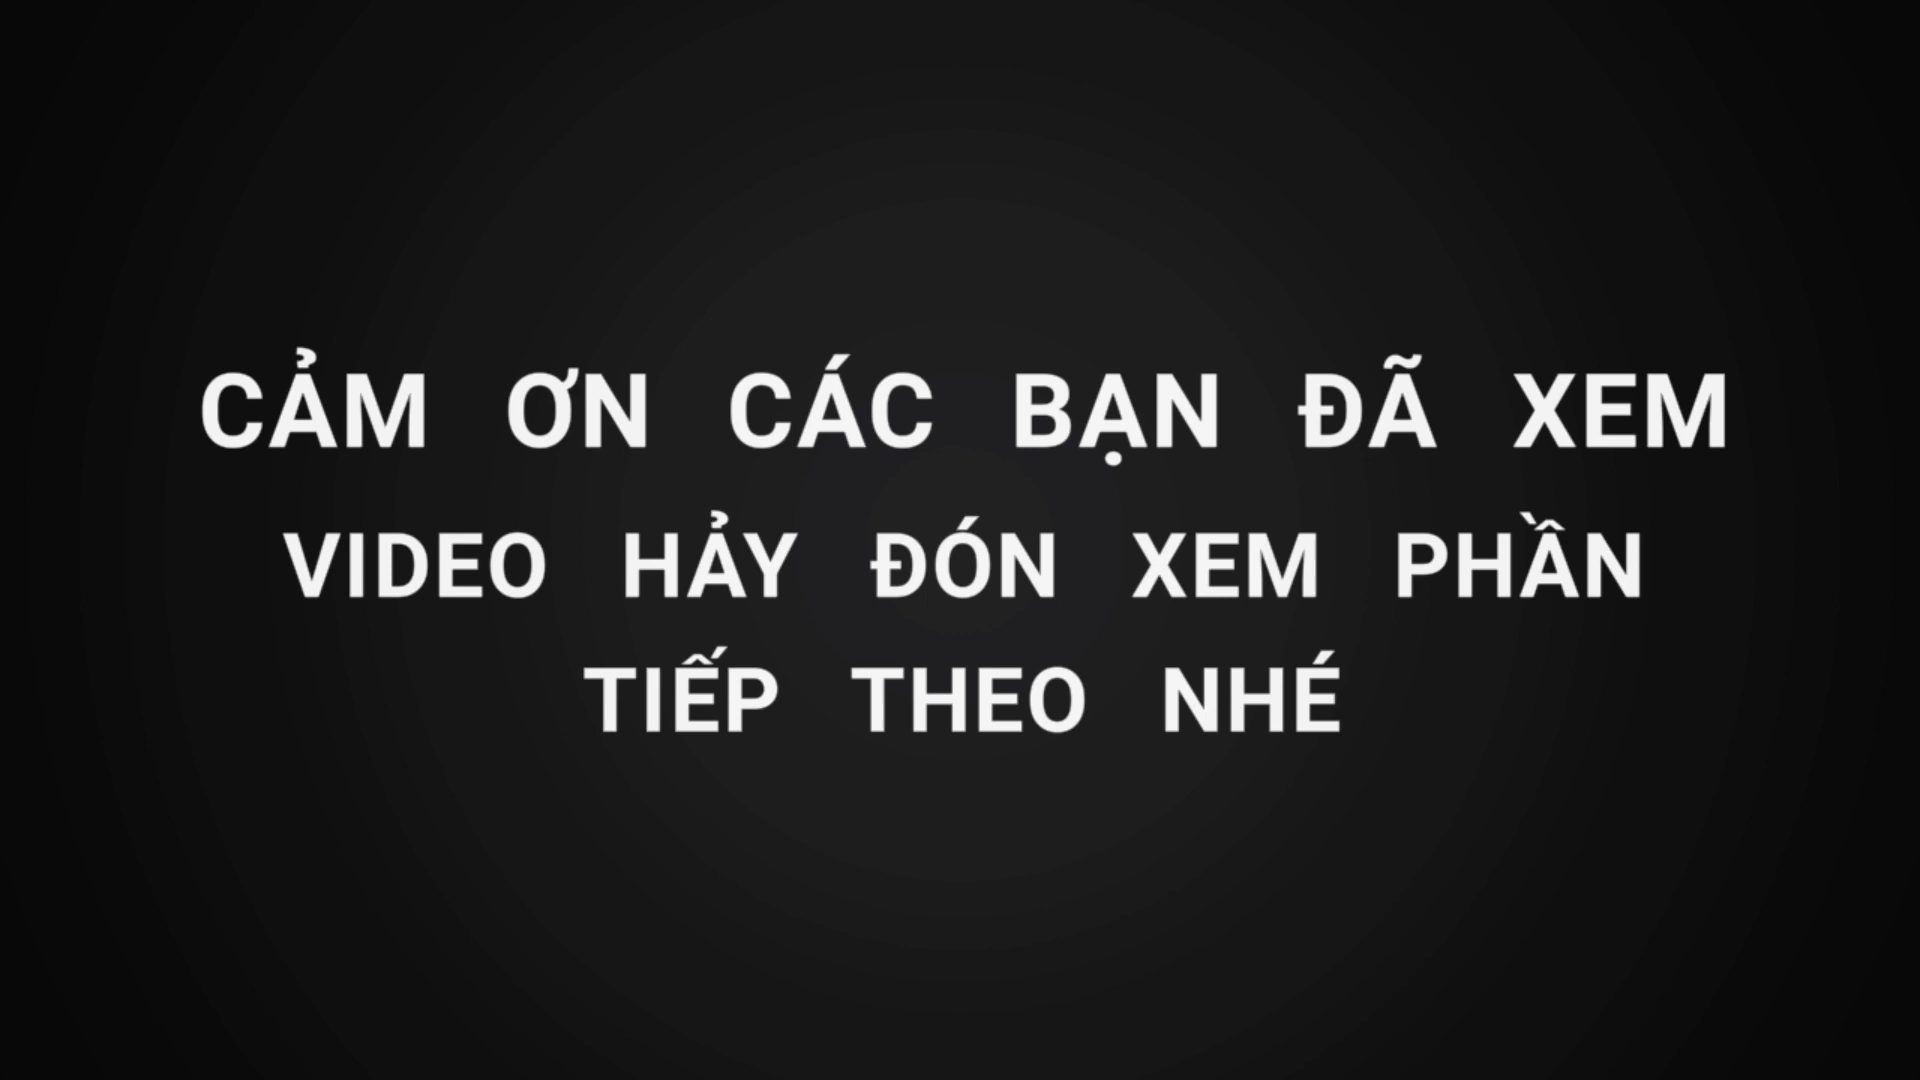 CẢM ƠN CÁC BẠN ĐÃ XEM
VIDEO HẢY ĐÓN XEM PHẦN
TIẾP THEO NHÉ